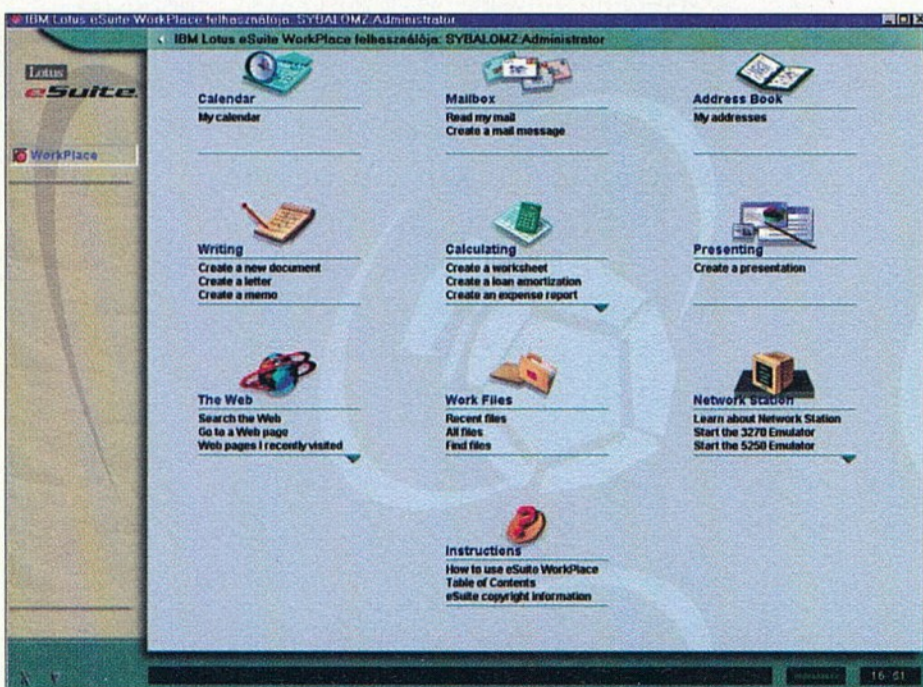 IBM Lotus eSuite WorkPlace felhasználója: SYBALOMZ:Administrator
IBM Lotus eSuite WorkPlace felhasználója: SYBALOMZ:Administrator
Lotus
eSuite.
WorkPlace
Calendar
My calendar
Mailbox
Read my mail
Create a mail message
Address Book
My addresses
Writing
Create a new document
Create a letter
Create a memo
Calculating
Create a worksheet
Create a loan amortization
Create an expense report
Presenting
Create a presentation
The Web
Search the Web
Go to a Web page
Web pages I recently visited
Work Files
Recent files
All files
Find files
Network Station
Learn about Network Station
Start the 3270 Emulator
Start the 5250 Emulator
Instructions
How to use eSuite WorkPlace
Table of Contents
eSuite copyright information